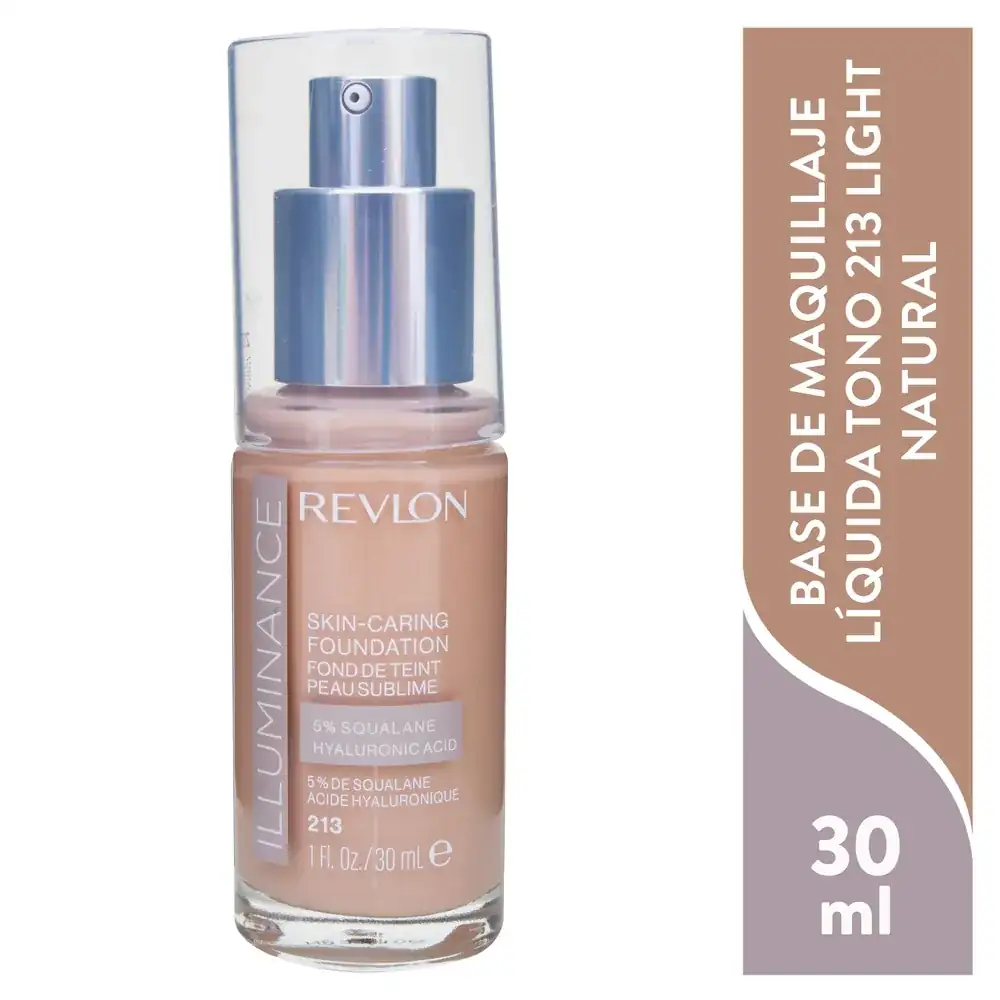 REVLON
ILLUMINANCE
SKIN-CARING
FOUNDATION
FOND DE TEINT
PEAU SUBLIME
5% SQUALANE
HYALURONIC ACID
5% DE SQUALANE
ACIDE HYALURONIQUE
213
1 Fl. Oz./30 mL e
BASE DE MAQUILLAJE
LÍQUIDA TONO 213 LIGHT
NATURAL
30
ml